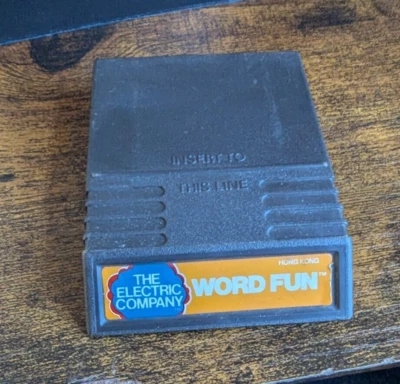 INSERT TO
THIS LINE
HONG KONG
THE
ELECTRIC
COMPANY
WORD FUN™